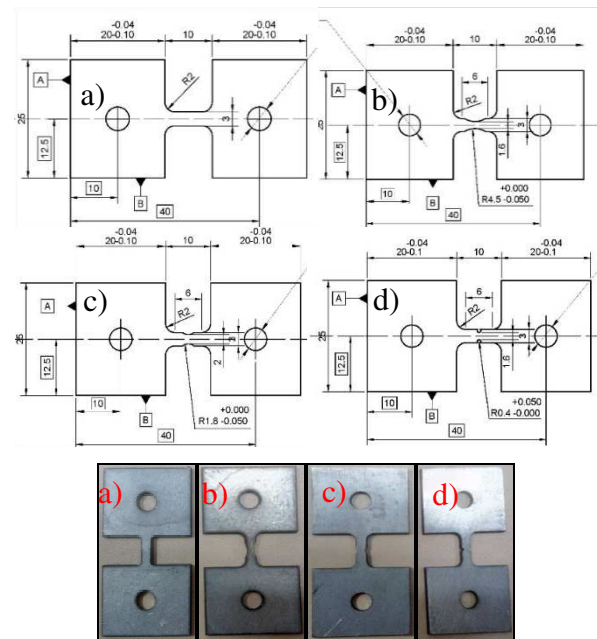 -0.04 -0.04
20-0.10 10 20-0.10
A
a)
R2
25
3
12.5
10
B
40
-0.04 -0.04
20-0.10 10 20-0.10
6
A
b)
R2
3
1.6
12.5
10
B
+0.000
R4.5 -0.050
40
-0.04 -0.04
20-0.10 10 20-0.10
6
A
c)
R2
25
3
2
12.5
10
B
+0.000
R1.8 -0.050
40
-0.04 -0.04
20-0.1 10 20-0.1
6
A
d)
R2
25
3
1.6
12.5
10
B
+0.050
R0.4 -0.000
40
a) b) c) d)